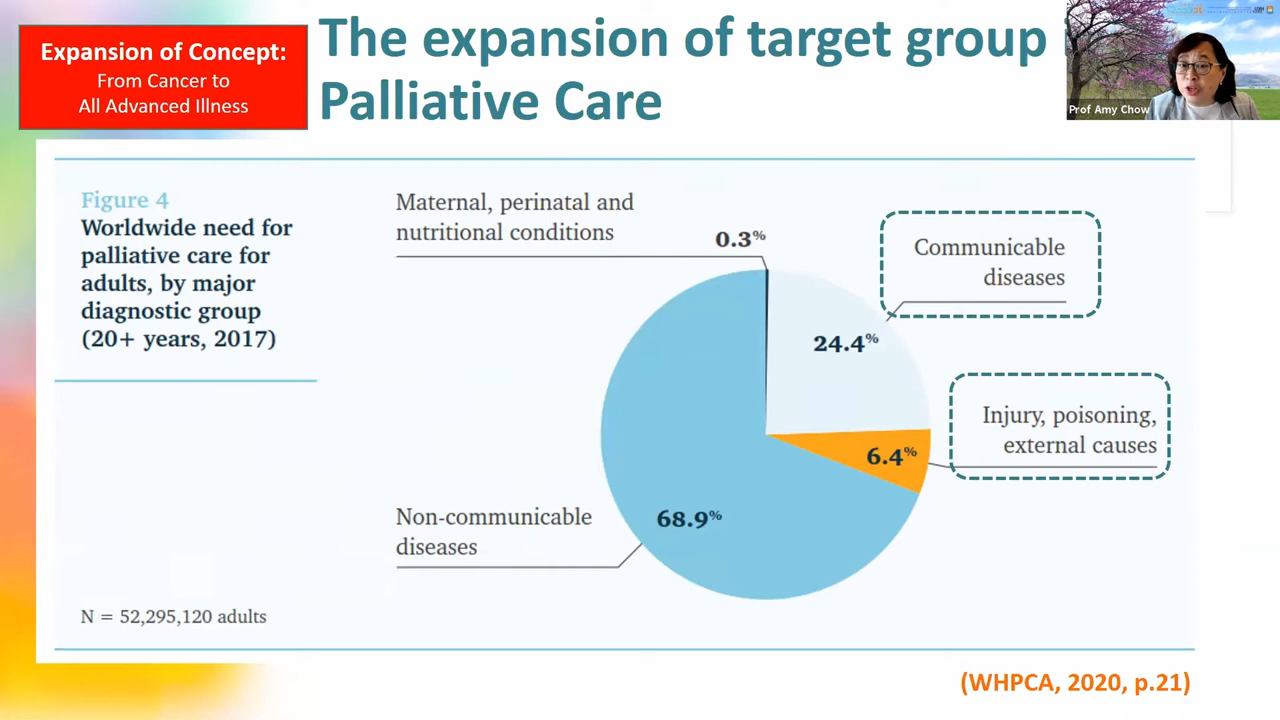 Expansion of Concept:
From Cancer to
All Advanced Illness
The expansion of target group
Palliative Care
Prof Amy Chow
Figure 4
Worldwide need for
palliative care for
adults, by major
diagnostic group
(20+ years, 2017)
Maternal, perinatal and
nutritional conditions
0.3%
Communicable
diseases
24.4%
Injury, poisoning,
external causes
6.4%
Non-communicable
diseases
68.9%
N = 52,295,120 adults
(WHPCA, 2020, p.21)